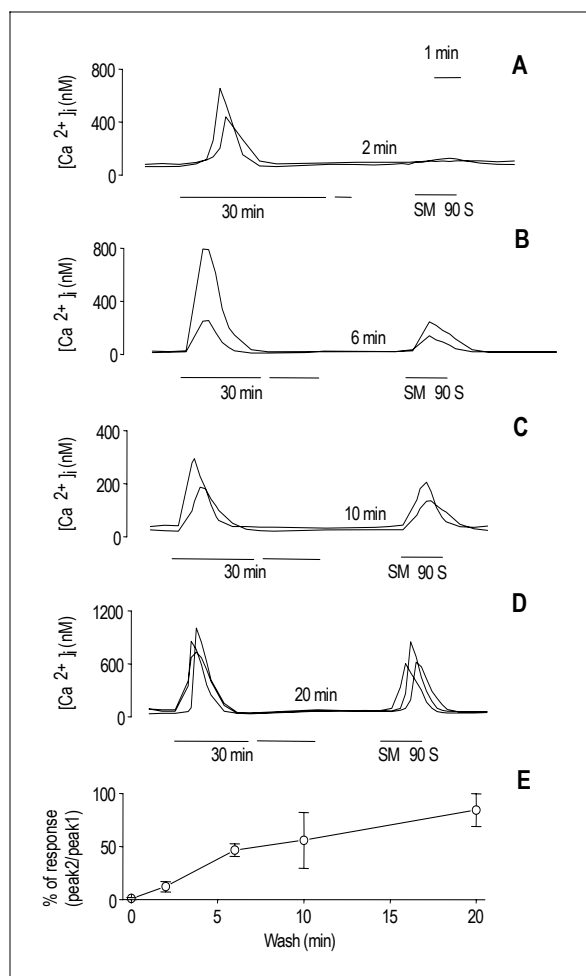 1 min
A
[Ca 2+ ]i (nM)
800
400
0
2 min
30 min
SM 90 S
B
[Ca 2+ ]i (nM)
800
400
0
6 min
30 min
SM 90 S
C
[Ca 2+ ]i (nM)
400
200
0
10 min
30 min
SM 90 S
D
[Ca 2+ ]i (nM)
1200
600
0
20 min
30 min
SM 90 S
E
% of response
(peak2/peak1)
100
50
0
0 5 10 15 20
Wash (min)